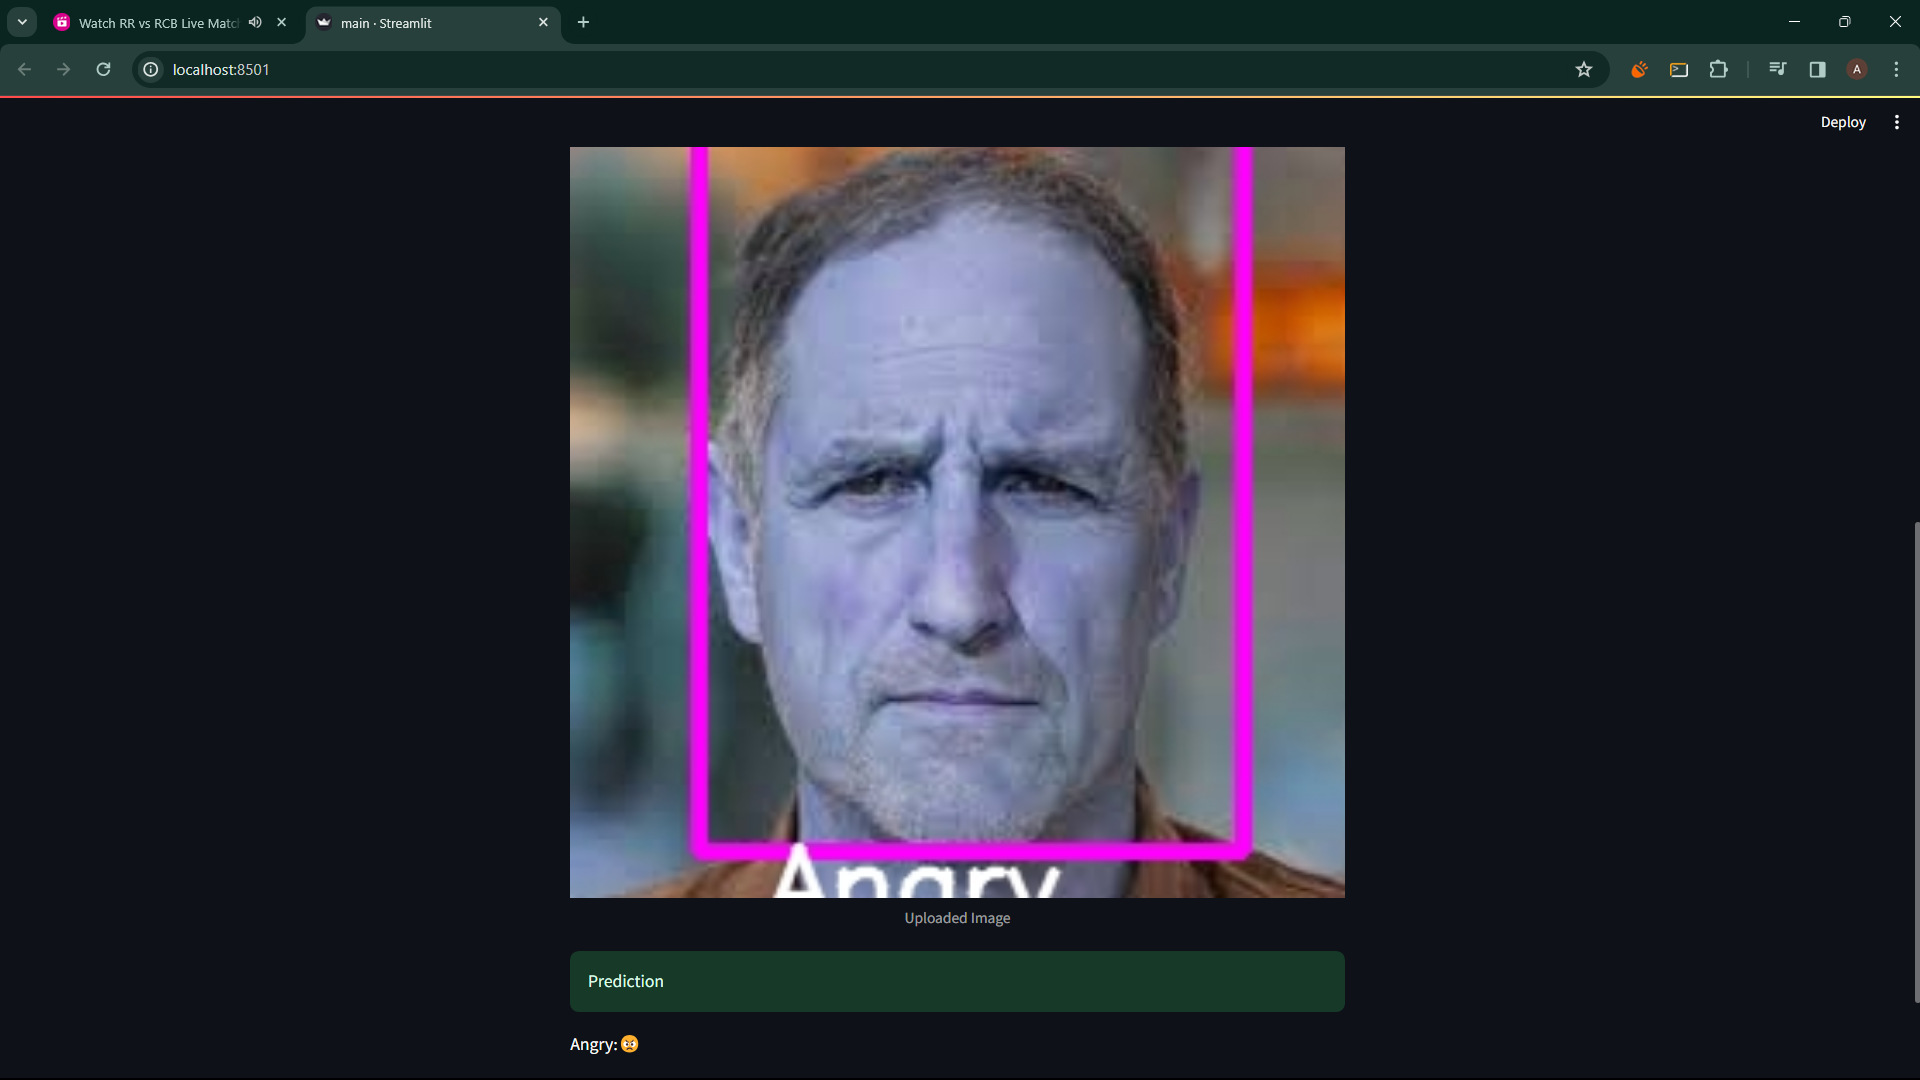 Watch RR vs RCB Live Matc
main · Streamlit
localhost:8501
A
Deploy
Angry
Uploaded Image
Prediction
Angry:😡